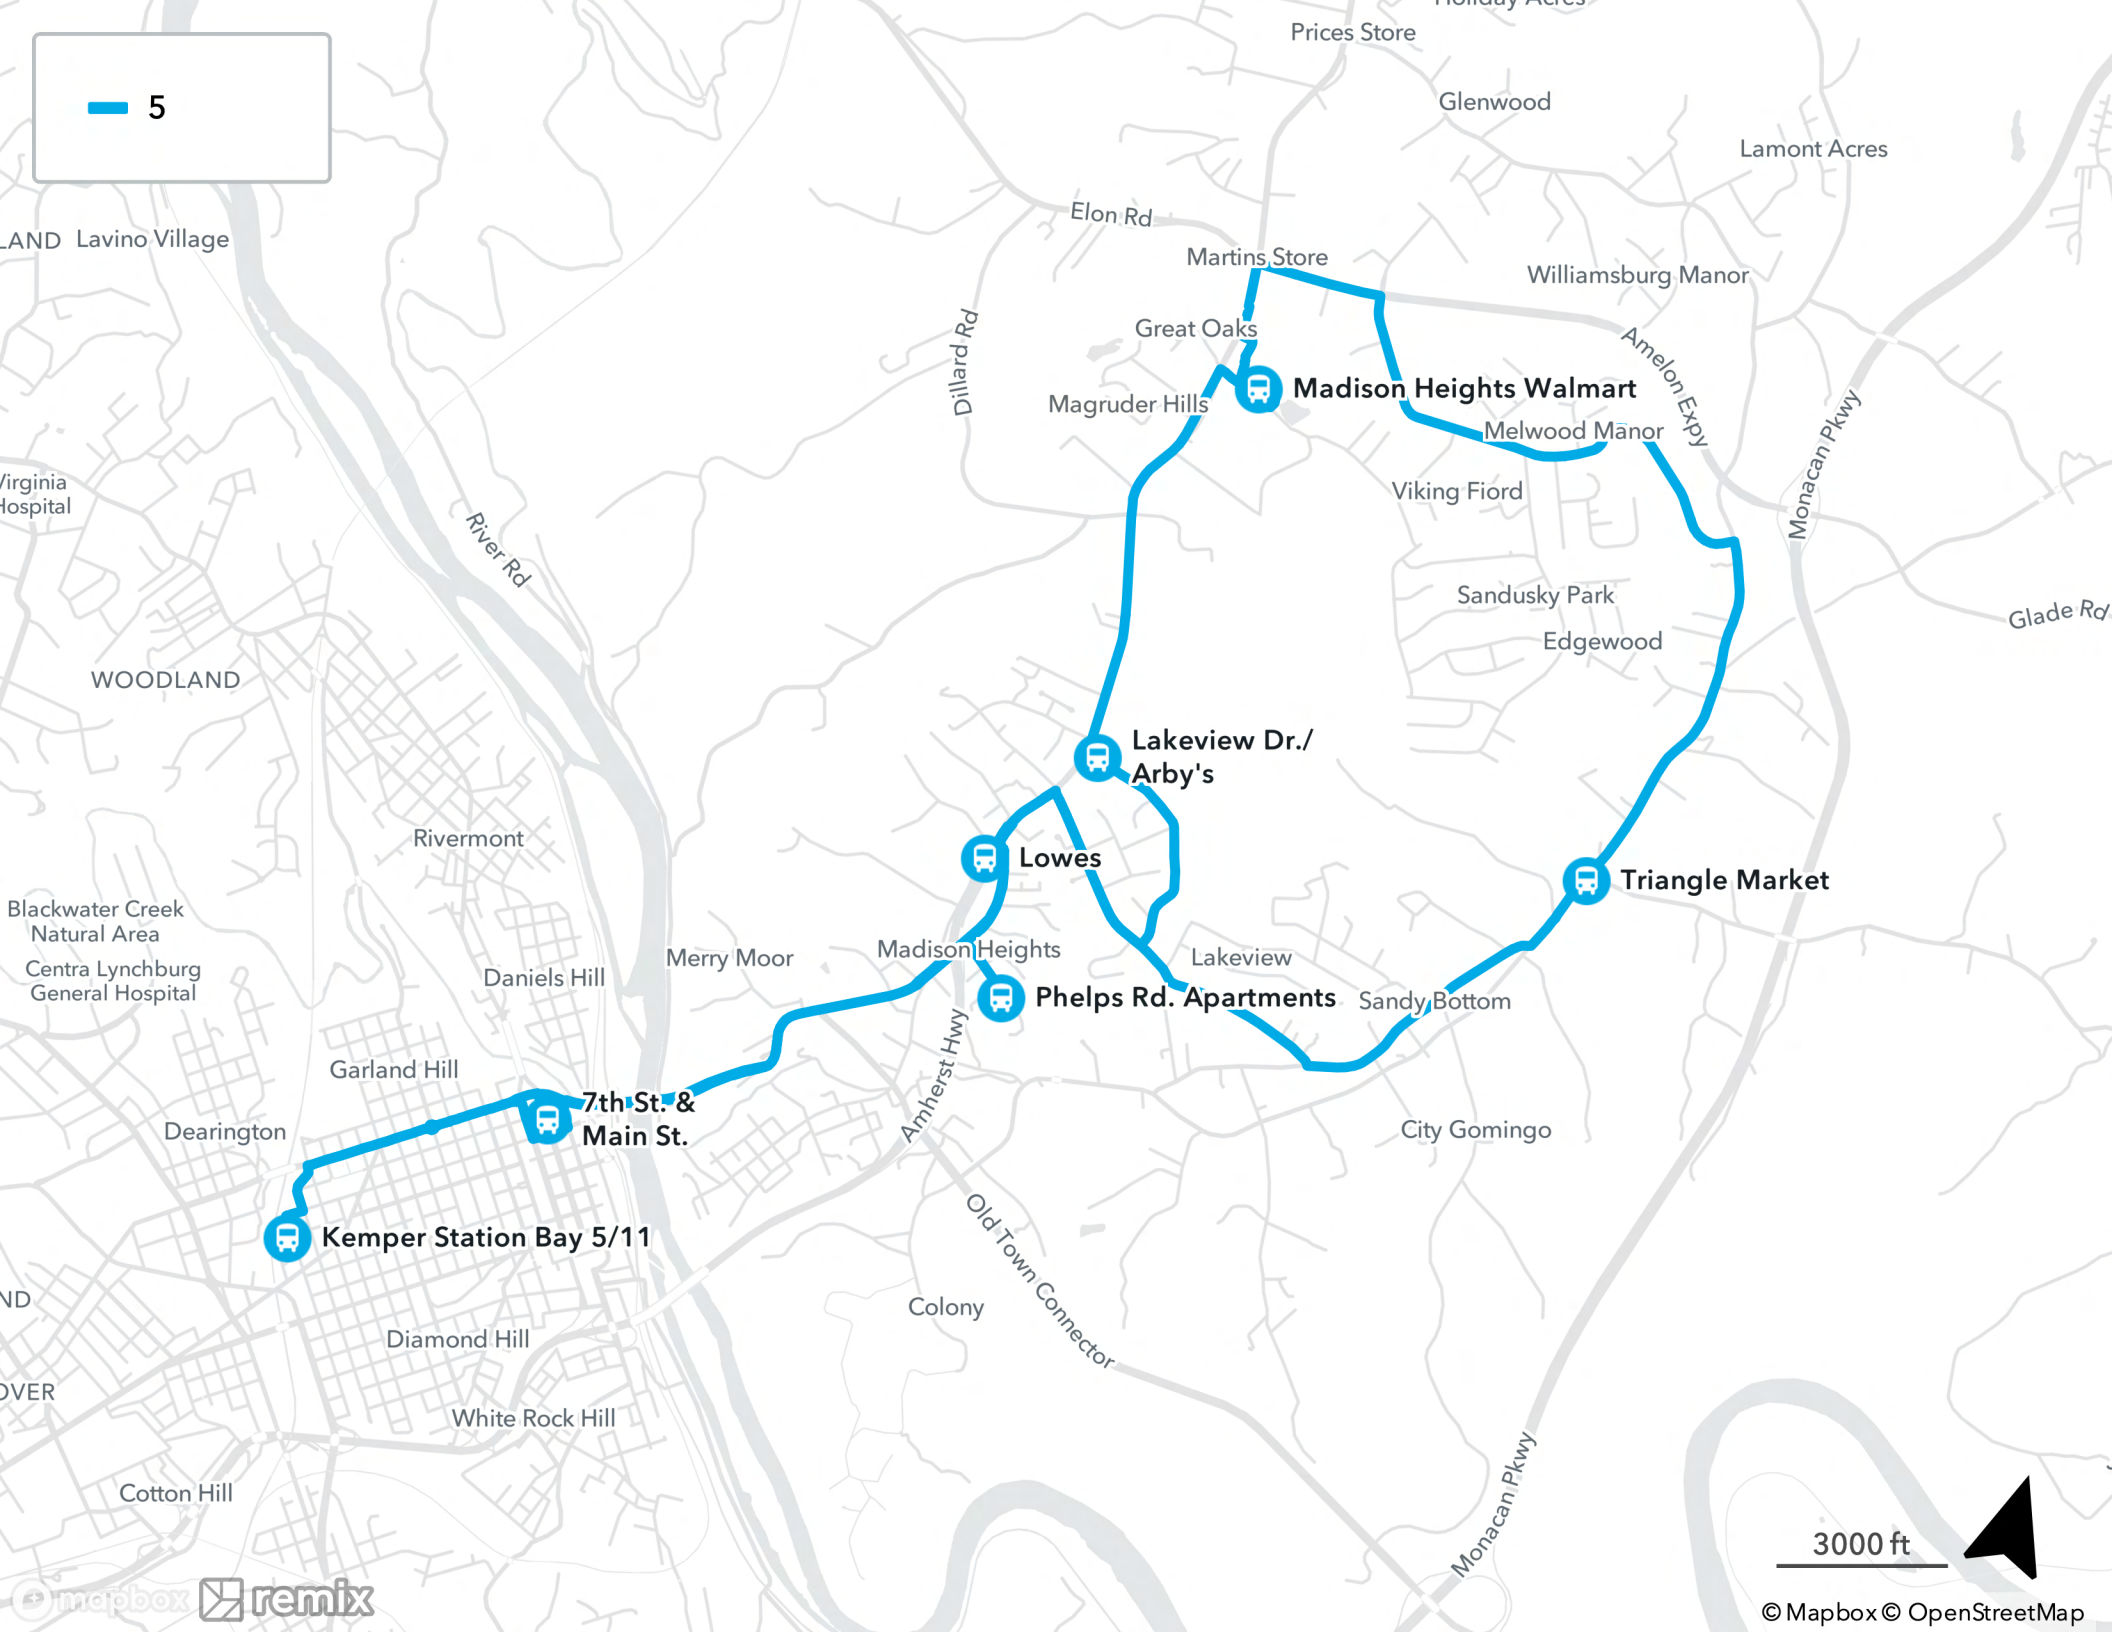 Holiday Acres
Prices Store
5
Glenwood
Lamont Acres
Elon Rd
LAND
Lavino Village
Martins Store
Williamsburg Manor
Great Oaks
Amelon Expy
Dillard Rd
Madison Heights Walmart
Magruder Hills
Melwood Manor
Monacan Pkwy
Virginia
Hospital
Viking Fiord
River Rd
Sandusky Park
Glade Rd
Edgewood
WOODLAND
Lakeview Dr./
Arby's
Rivermont
Lowes
Triangle Market
Blackwater Creek
Natural Area
Merry Moor
Madison Heights
Lakeview
Centra Lynchburg
General Hospital
Daniels Hill
Phelps Rd. Apartments
Sandy Bottom
Amherst Hwy
Garland Hill
7th St. &
Main St.
Dearington
City Gomingo
Kemper Station Bay 5/11
Old Town Connector
ND
Colony
Diamond Hill
OVER
White Rock Hill
Monacan Pkwy
Cotton Hill
3000 ft
mapbox
remix
© Mapbox © OpenStreetMap